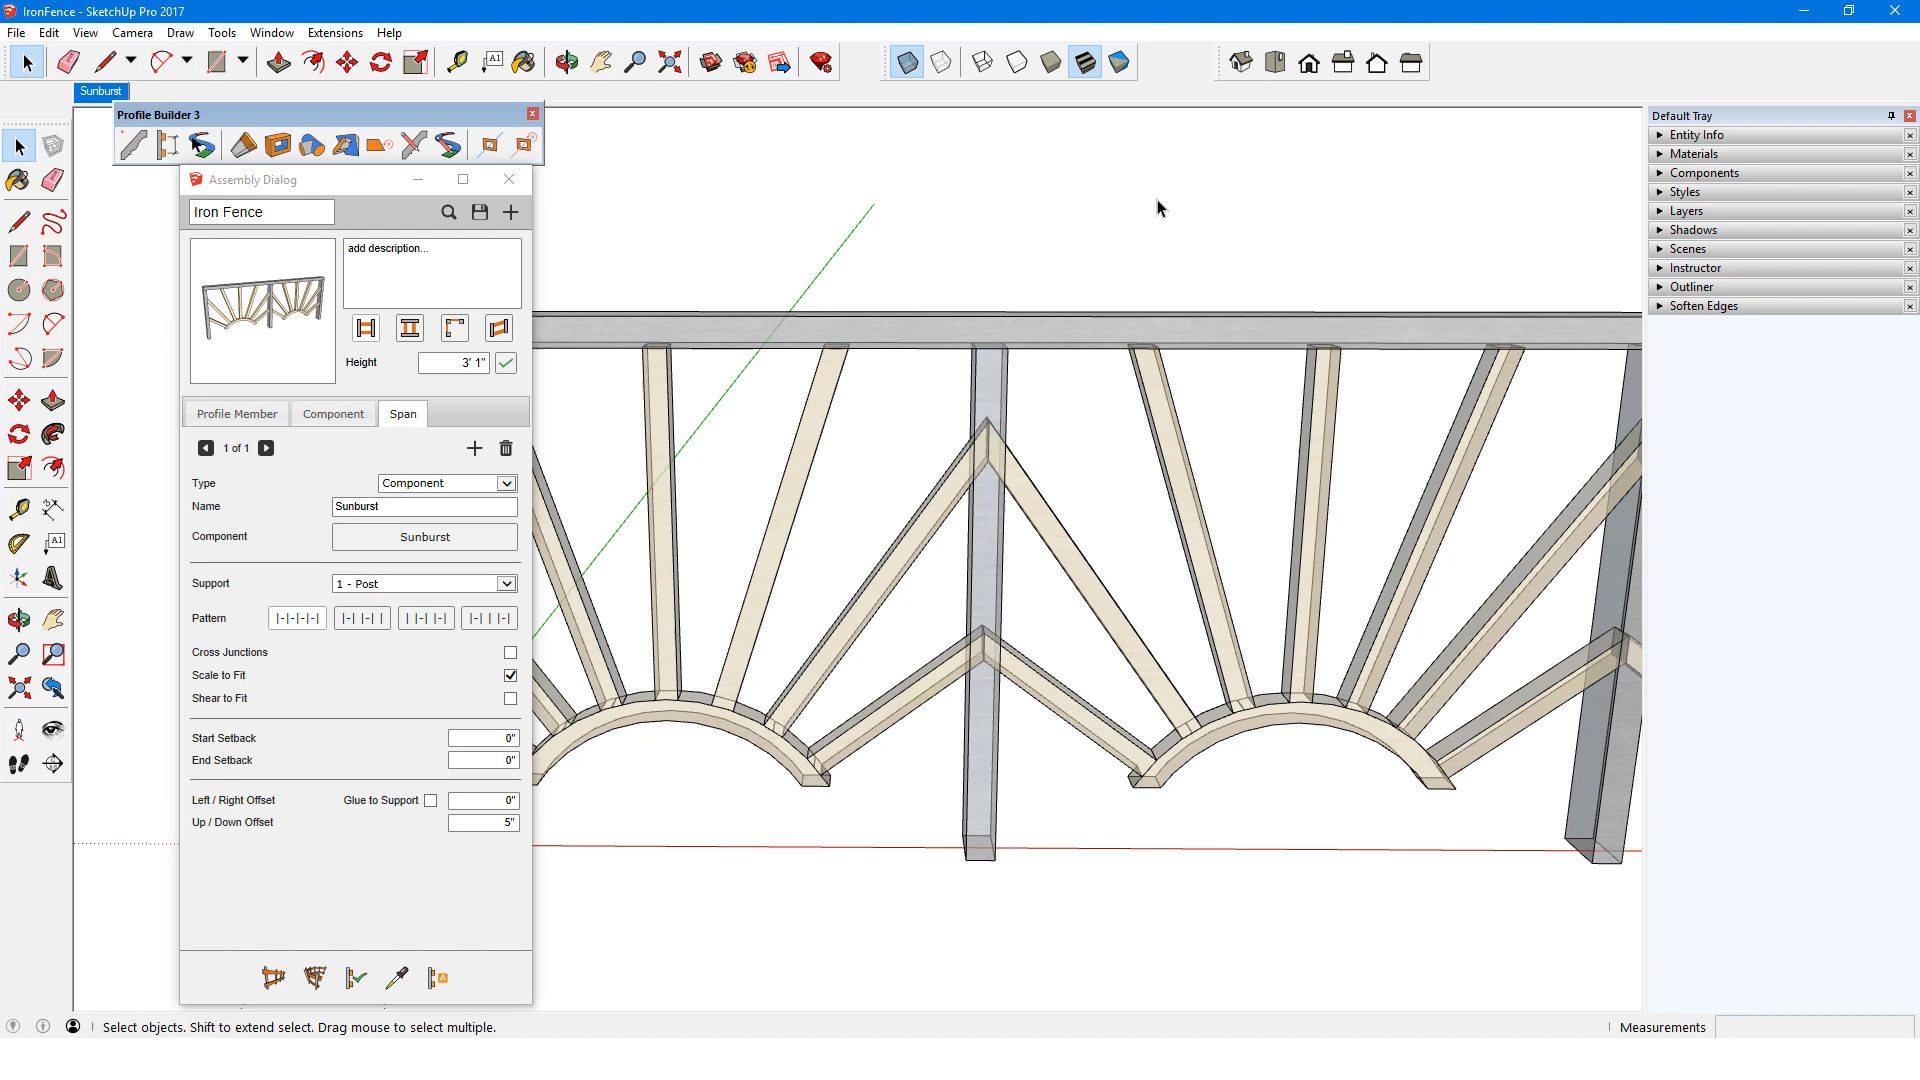 IronFence - SketchUp Pro 2017
File Edit View Camera Draw Tools Window Extensions Help
A1
Sunburst
Profile Builder 3
Default Tray
Entity Info
Materials
Components
Styles
Layers
Shadows
Scenes
Instructor
Outliner
Soften Edges
Assembly Dialog
Iron Fence
add description...
Height 3' 1"
Profile Member Component Span
1 of 1
Type Component
Name Sunburst
Component Sunburst
Support 1 - Post
Pattern |-|-|-|-| |-| |-| | | |-| |-| |-| | |-|
Cross Junctions
Scale to Fit
Shear to Fit
Start Setback 0"
End Setback 0"
Left / Right Offset Glue to Support 0"
Up / Down Offset 5"
A1
A
Select objects. Shift to extend select. Drag mouse to select multiple.
Measurements